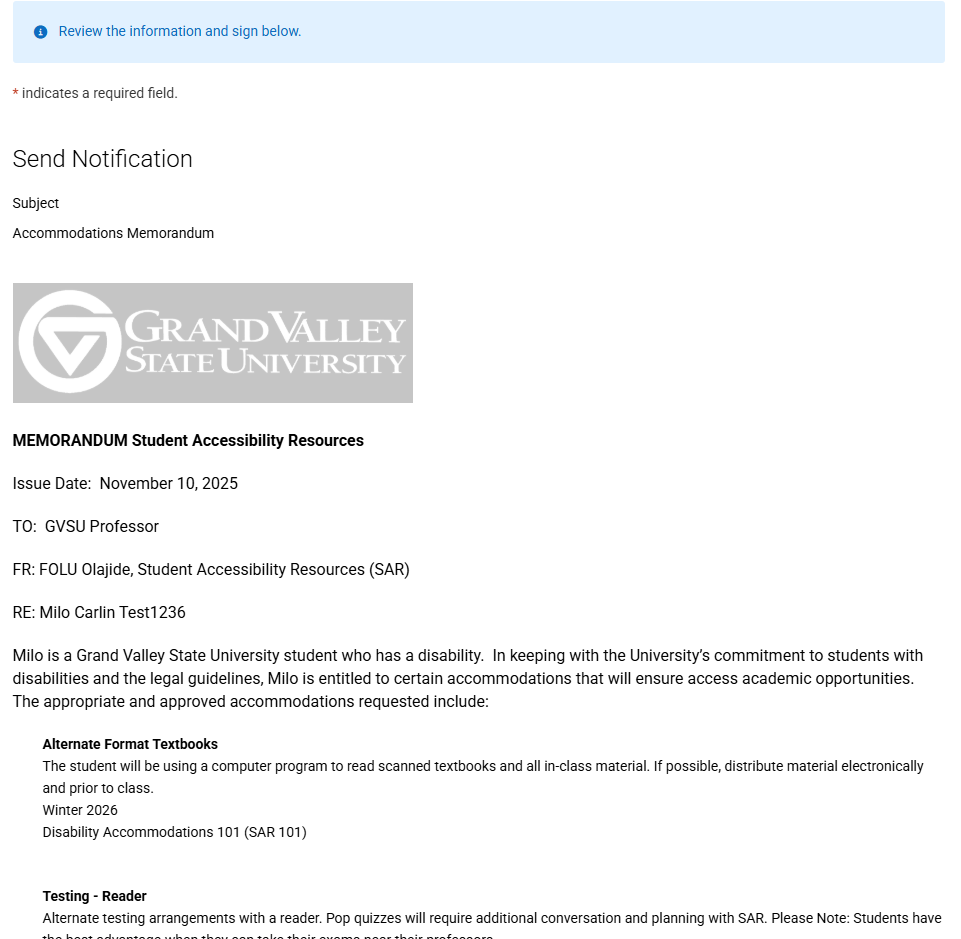 Review the information and sign below.
* indicates a required field.
Send Notification
Subject
Accommodations Memorandum
GRAND VALLEY
STATE UNIVERSITY
MEMORANDUM Student Accessibility Resources
Issue Date:  November 10, 2025
TO:  GVSU Professor
FR: FOLU Olajide, Student Accessibility Resources (SAR)
RE: Milo Carlin Test1236
Milo is a Grand Valley State University student who has a disability.  In keeping with the University’s commitment to students with
disabilities and the legal guidelines, Milo is entitled to certain accommodations that will ensure access academic opportunities.
The appropriate and approved accommodations requested include:
Alternate Format Textbooks
The student will be using a computer program to read scanned textbooks and all in-class material. If possible, distribute material electronically
and prior to class.
Winter 2026
Disability Accommodations 101 (SAR 101)
Testing - Reader
Alternate testing arrangements with a reader. Pop quizzes will require additional conversation and planning with SAR. Please Note: Students have
the best advantage when they can take their exams near their professors.